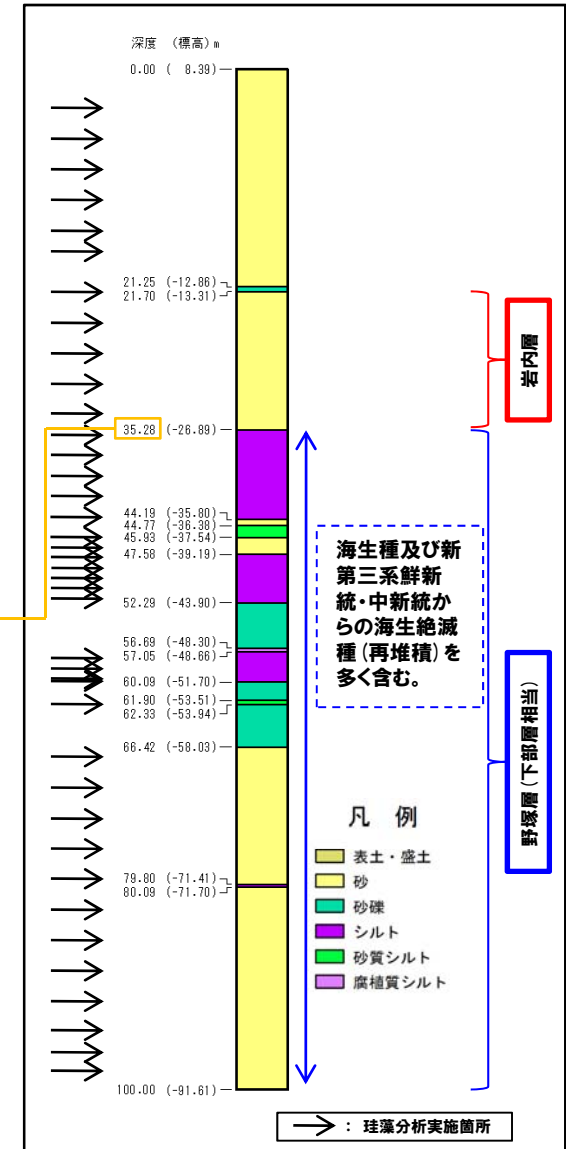 深度 (標高)m
0.00 ( 8.39)
21.25 (-12.86)
21.70 (-13.31)
35.28 (-26.89)
44.19 (-35.80)
44.77 (-36.38)
45.93 (-37.54)
47.58 (-39.19)
52.29 (-43.90)
56.69 (-48.30)
57.05 (-48.66)
60.09 (-51.70)
61.90 (-53.51)
62.33 (-53.94)
66.42 (-58.03)
79.80 (-71.41)
80.09 (-71.70)
100.00 (-91.61)
岩内層
海生種及び新
第三系鮮新
統・中新統か
らの海生絶滅
種(再堆積)を
多く含む。
野塚層(下部層相当)
凡 例
表土・盛土
砂
砂礫
シルト
砂質シルト
腐植質シルト
: 珪藻分析実施箇所